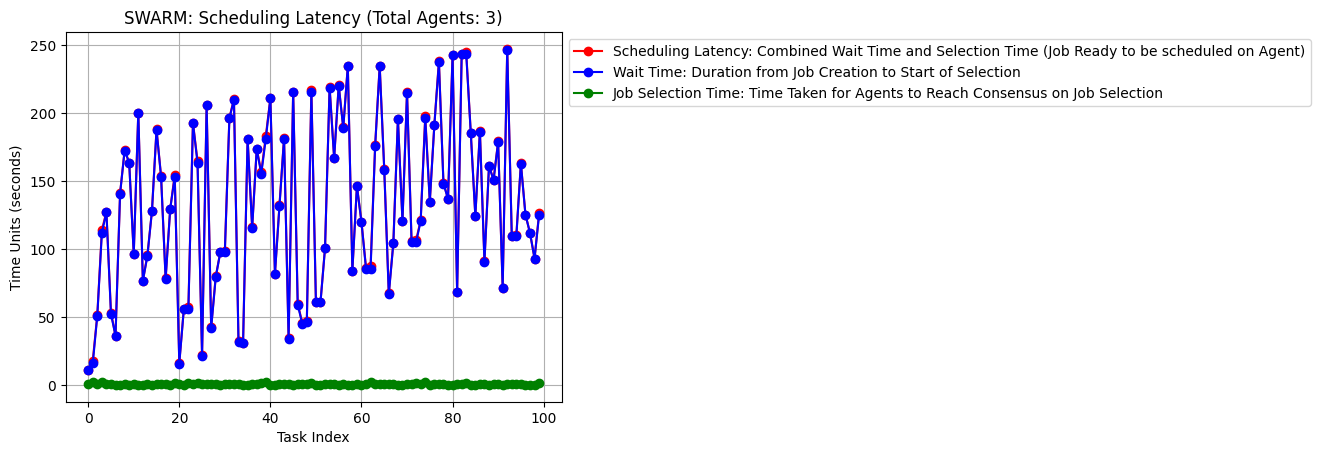 SWARM: Scheduling Latency (Total Agents: 3)
Scheduling Latency: Combined Wait Time and Selection Time (Job Ready to be scheduled on Agent)
Wait Time: Duration from Job Creation to Start of Selection
Job Selection Time: Time Taken for Agents to Reach Consensus on Job Selection
Time Units (seconds)
250
200
150
100
50
0
0 20 40 60 80 100
Task Index